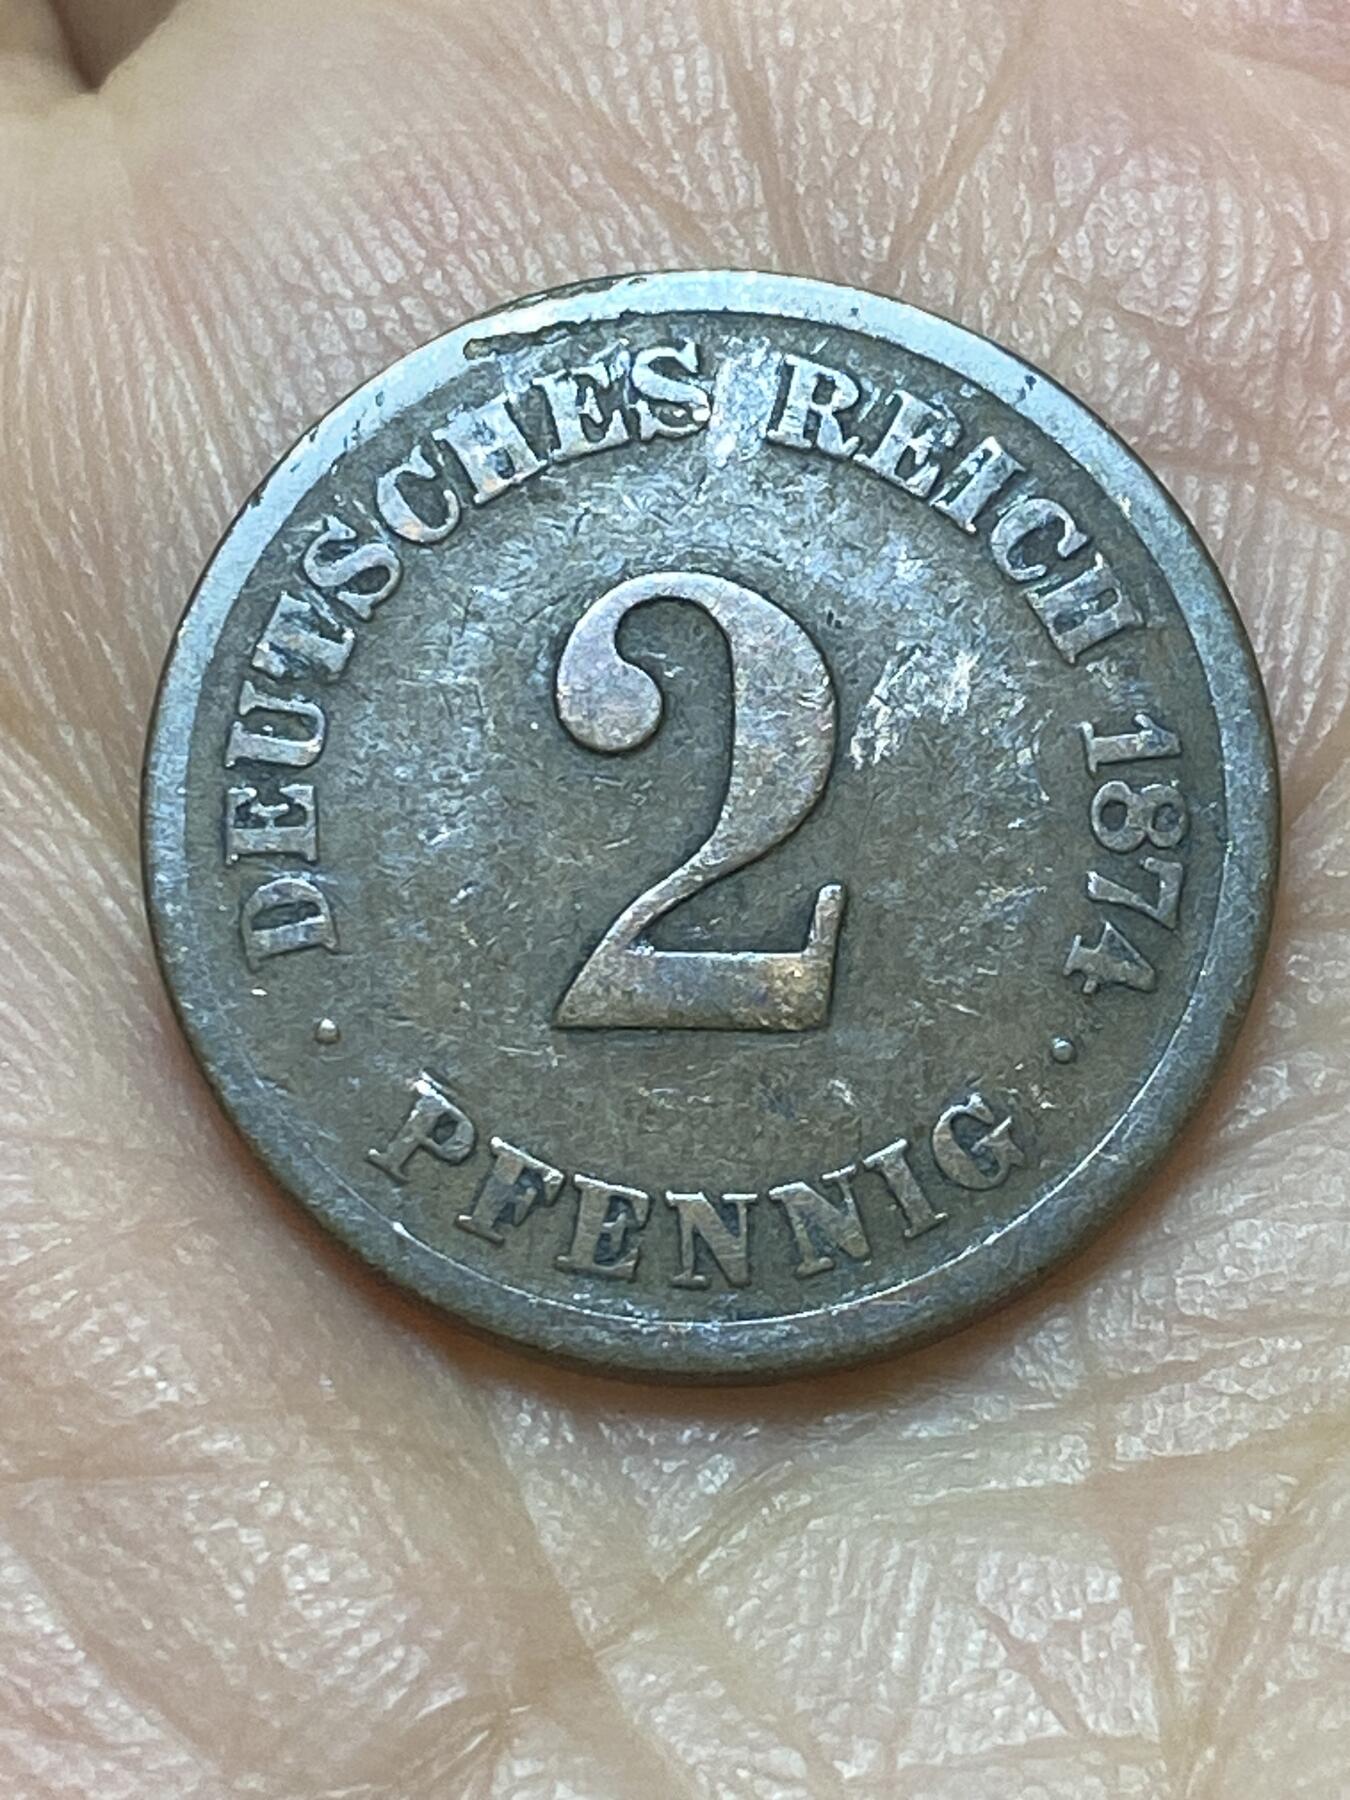 DEUTSCHES REICH 1874
2
· PFENNIG ·